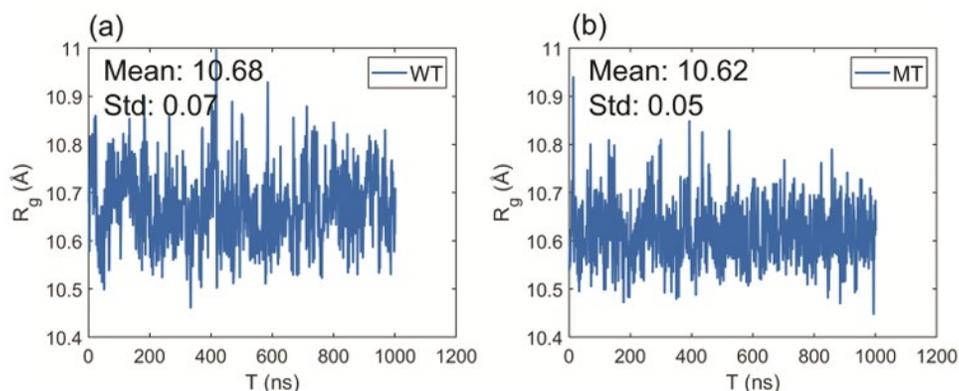 (a)
11
10.9
10.8
10.7
10.6
10.5
10.4
R_g (Å)
Mean: 10.68
Std: 0.07
WT
0 200 400 600 800 1000 1200
T (ns)
(b)
11
10.9
10.8
10.7
10.6
10.5
10.4
R_g (Å)
Mean: 10.62
Std: 0.05
MT
0 200 400 600 800 1000 1200
T (ns)